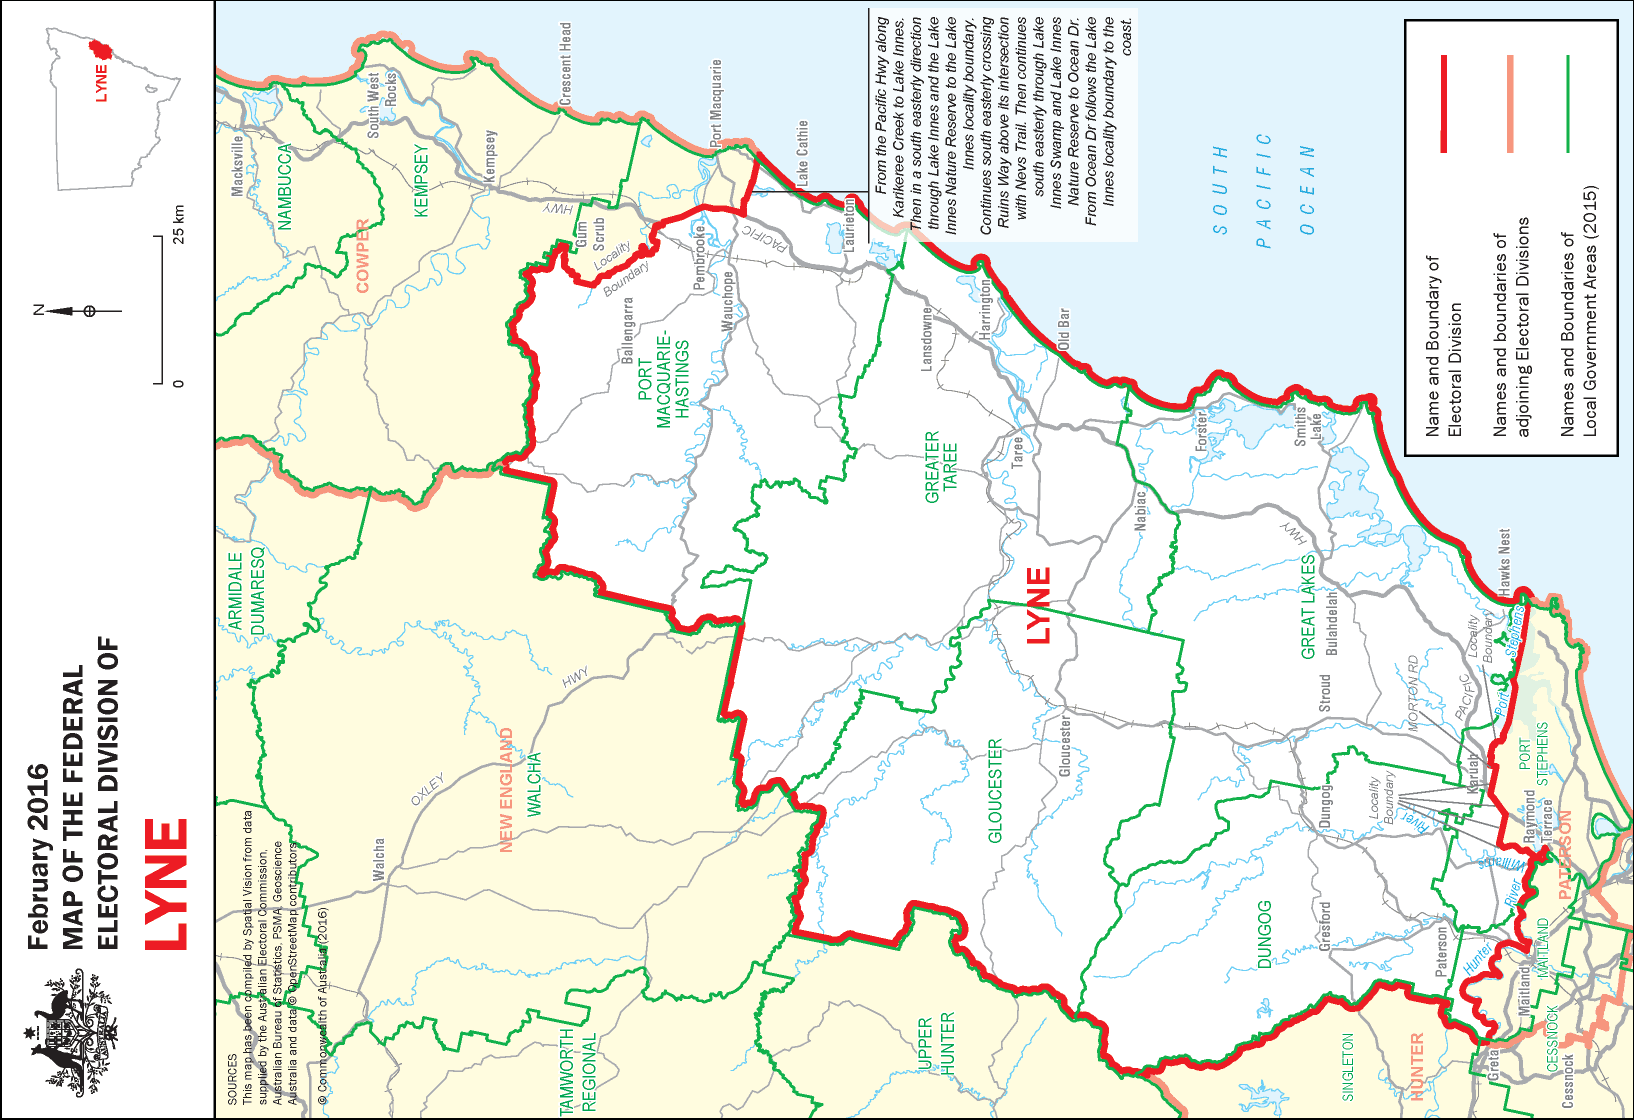 February 2016
MAP OF THE FEDERAL
ELECTORAL DIVISION OF
LYNE
LYNE
N
0
25 km
SOURCES
This map has been compiled by Spatial Vision from data
supplied by the Australian Electoral Commission,
Australian Bureau of Statistics, PSMA, Geoscience
Australia and data © OpenStreetMap contributors
© Commonwealth of Australia (2016)
Macksville
NAMBUCCA
South West
Rocks
COWPER
KEMPSEY
Kempsey
Crescent Head
HWY
Gum
Scrub
Locality
Boundary
Port Macquarie
Pembrooke
Wauchope
PACIFIC
Lake Cathie
Laurieton
Ballengarra
PORT
MACQUARIE-
HASTINGS
From the Pacific Hwy along
Karikeree Creek to Lake Innes.
Then in a south easterly direction
through Lake Innes and the Lake
Innes Nature Reserve to the Lake
Innes locality boundary.
Continues south easterly crossing
Ruins Way above its intersection
with News Trail. Then continues
south easterly through Lake
Innes Swamp and Lake Innes
Nature Reserve to Ocean Dr.
From Ocean Dr follows the Lake
Innes locality boundary to the
coast.
SOUTH
PACIFIC
OCEAN
Lansdowne
Harrington
Old Bar
GREATER
TAREE
Taree
Nabiac
Forster
Smiths
Lake
HWY
ARMIDALE
DUMARESQ
NEW ENGLAND
WALCHA
OXLEY
HWY
Walcha
LYNE
GREAT LAKES
Bulahdelah
Hawks Nest
Stroud
MORTON RD
PACIFIC
Locality
Boundary
Port
Stephens
GLOUCESTER
Gloucester
Dungog
Locality
Boundary
Karuah
PORT
STEPHENS
River
Williams
Raymond
Terrace
PATERSON
DUNGOG
Gresford
Paterson
Hunter
River
Maitland
MAITLAND
TAMWORTH
REGIONAL
UPPER
HUNTER
SINGLETON
HUNTER
Greta
CESSNOCK
Cessnock
Name and Boundary of
Electoral Division
Names and boundaries of
adjoining Electoral Divisions
Names and Boundaries of
Local Government Areas (2015)